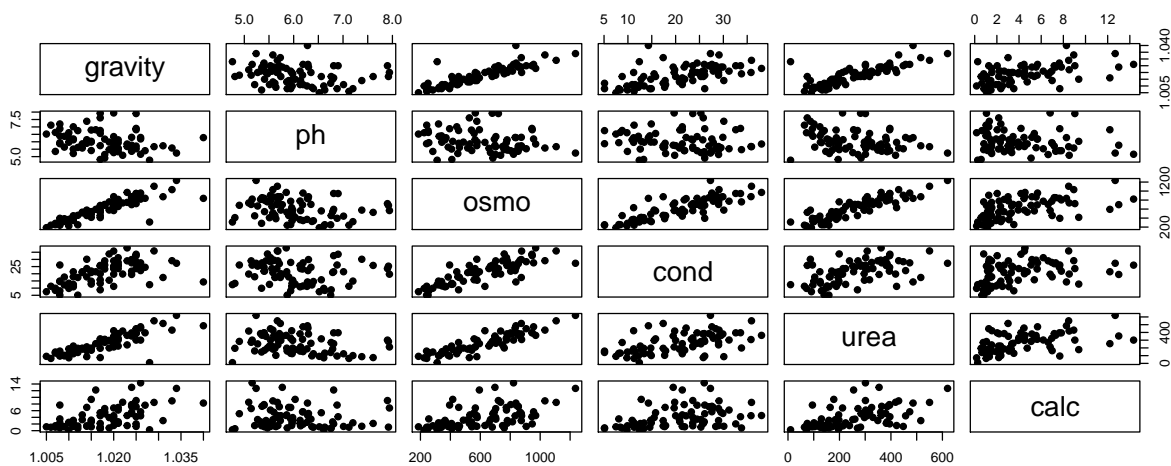 5.0 6.0 7.0 8.0 5 10 20 30 0 2 4 6 8 12
gravity 1.005 1.040
5.0 7.5 ph
osmo 200 1200
5 25 cond
urea 0 400
0 6 14 calc
1.005 1.020 1.035 200 600 1000 0 200 400 600